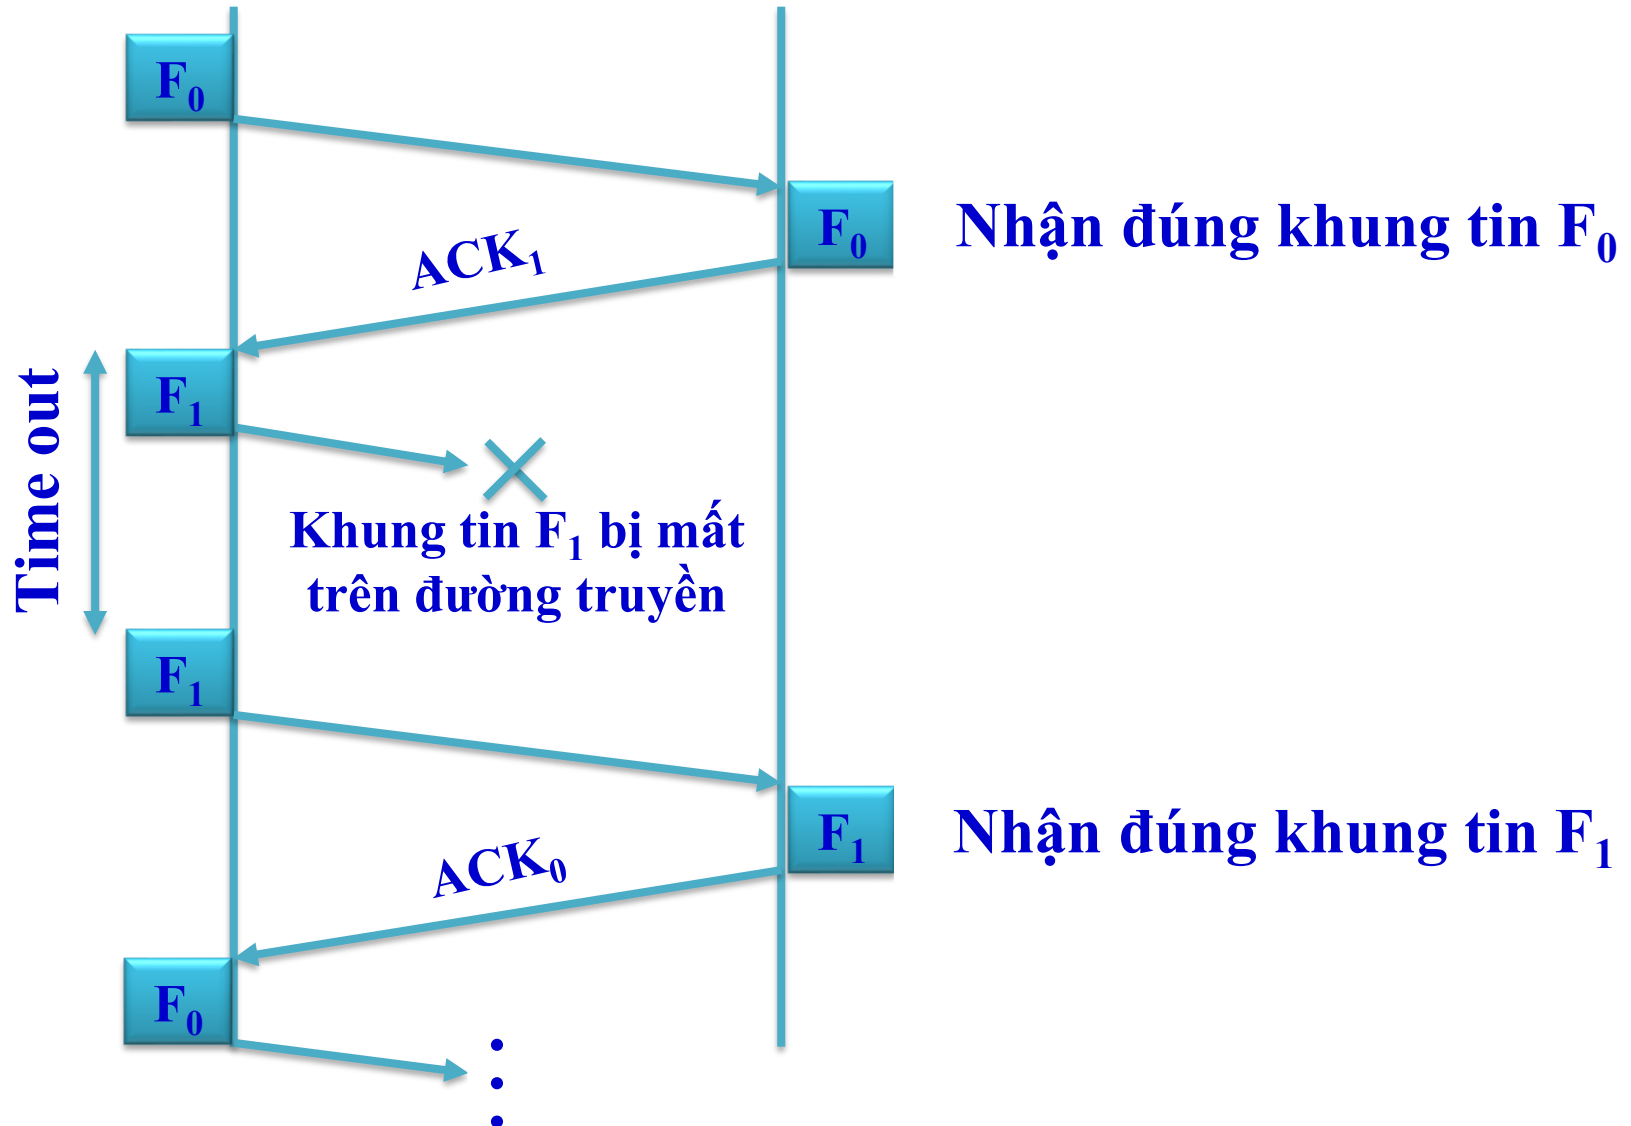 F₀
F₀ Nhận đúng khung tin F₀
ACK₁
Time out
F₁
Khung tin F₁ bị mất
trên đường truyền
F₁
F₁ Nhận đúng khung tin F₁
ACK₀
F₀